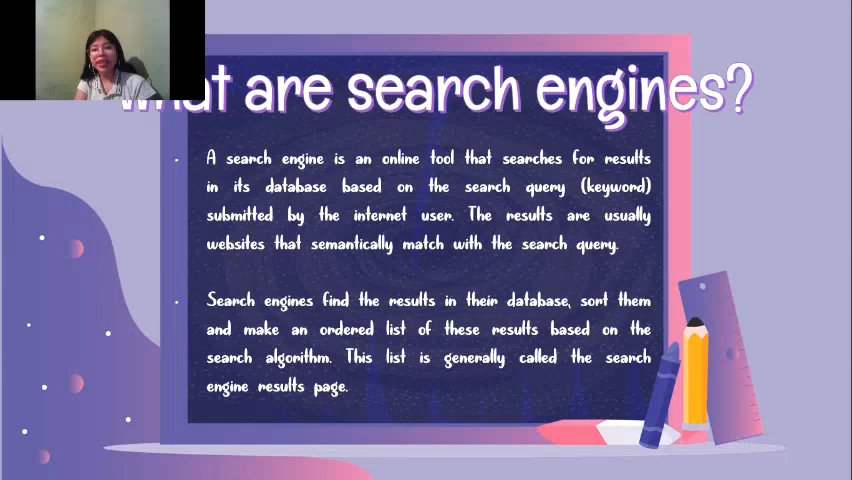 What are search engines?
A search engine is an online tool that searches for results
in its database based on the search query (keyword)
submitted by the internet user. The results are usually
websites that semantically match with the search query.
Search engines find the results in their database, sort them
and make an ordered list of these results based on the
search algorithm. This list is generally called the search
engine results page.